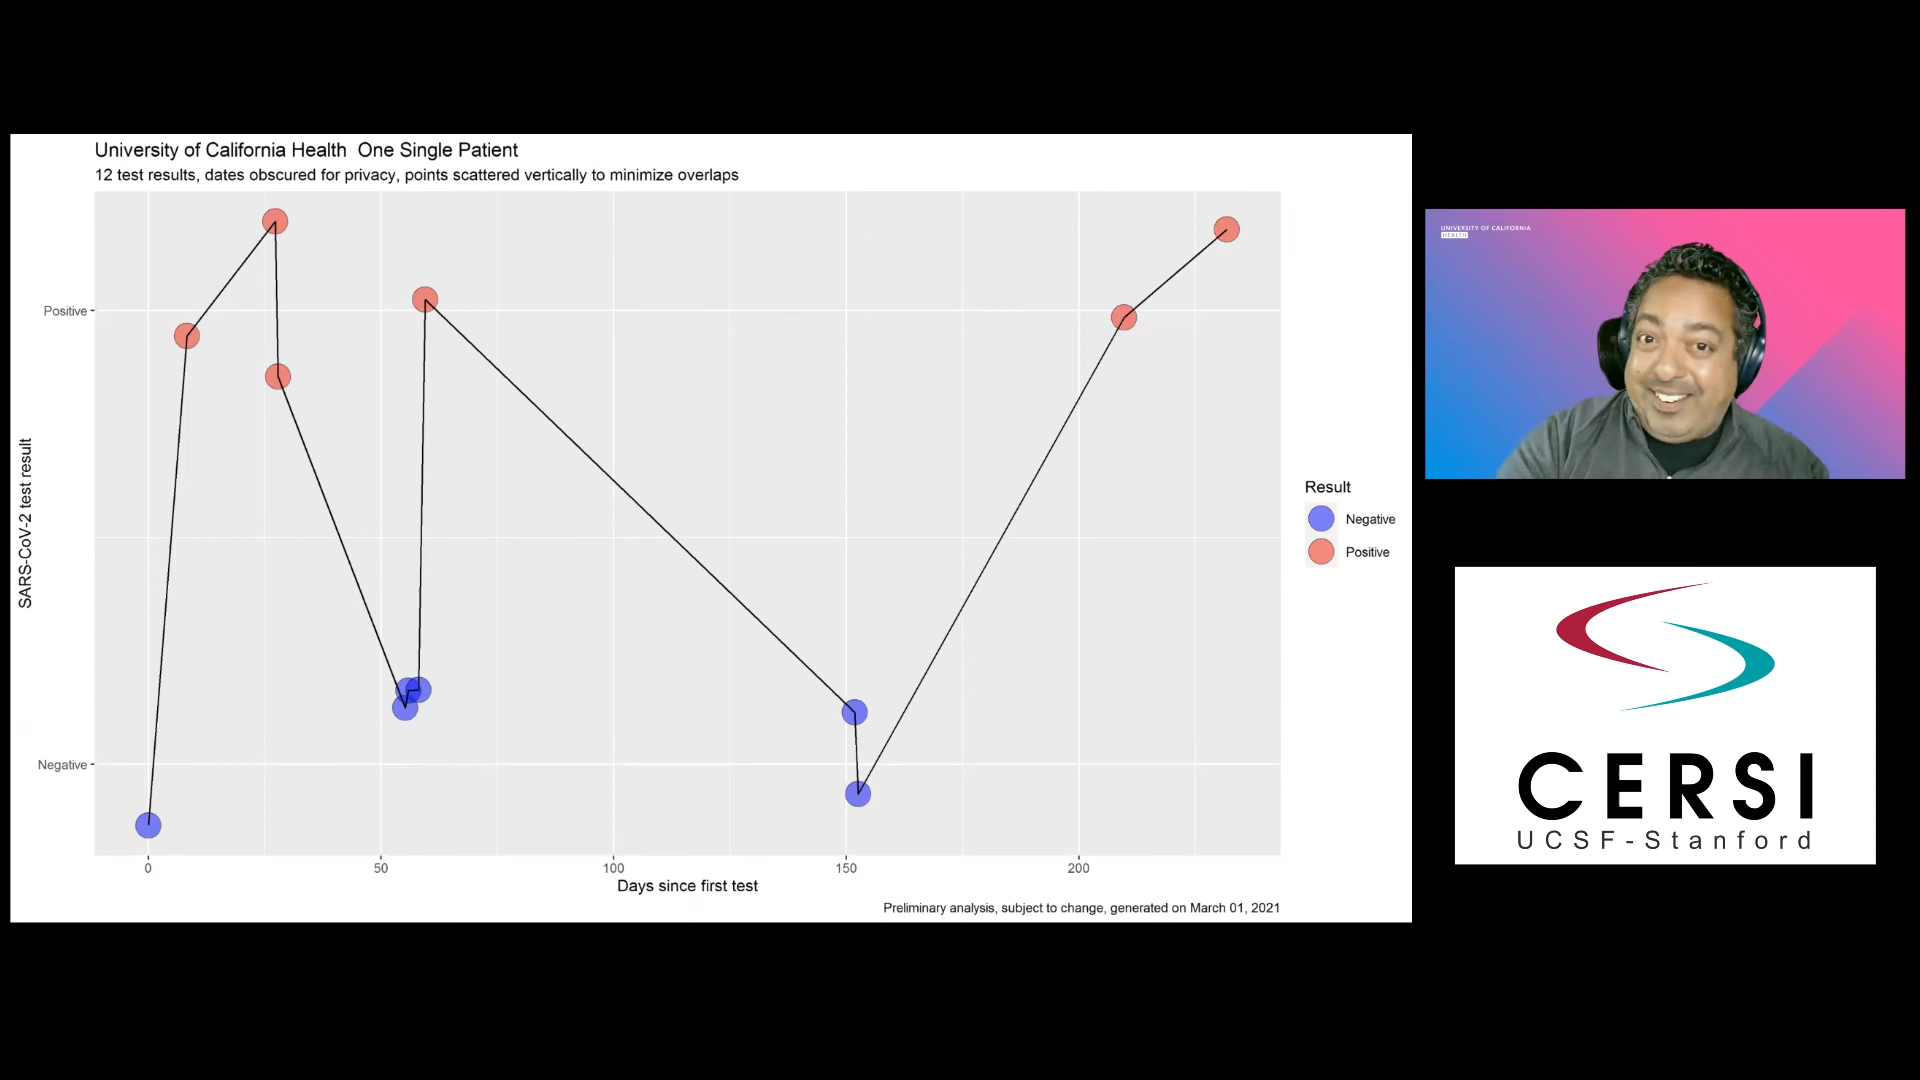 University of California Health  One Single Patient
12 test results, dates obscured for privacy, points scattered vertically to minimize overlaps
SARS-CoV-2 test result
Positive
Negative
0
50
100
150
200
Days since first test
Preliminary analysis, subject to change, generated on March 01, 2021
Result
Negative
Positive
UNIVERSITY OF CALIFORNIA
HEALTH
CERSI
UCSF-Stanford